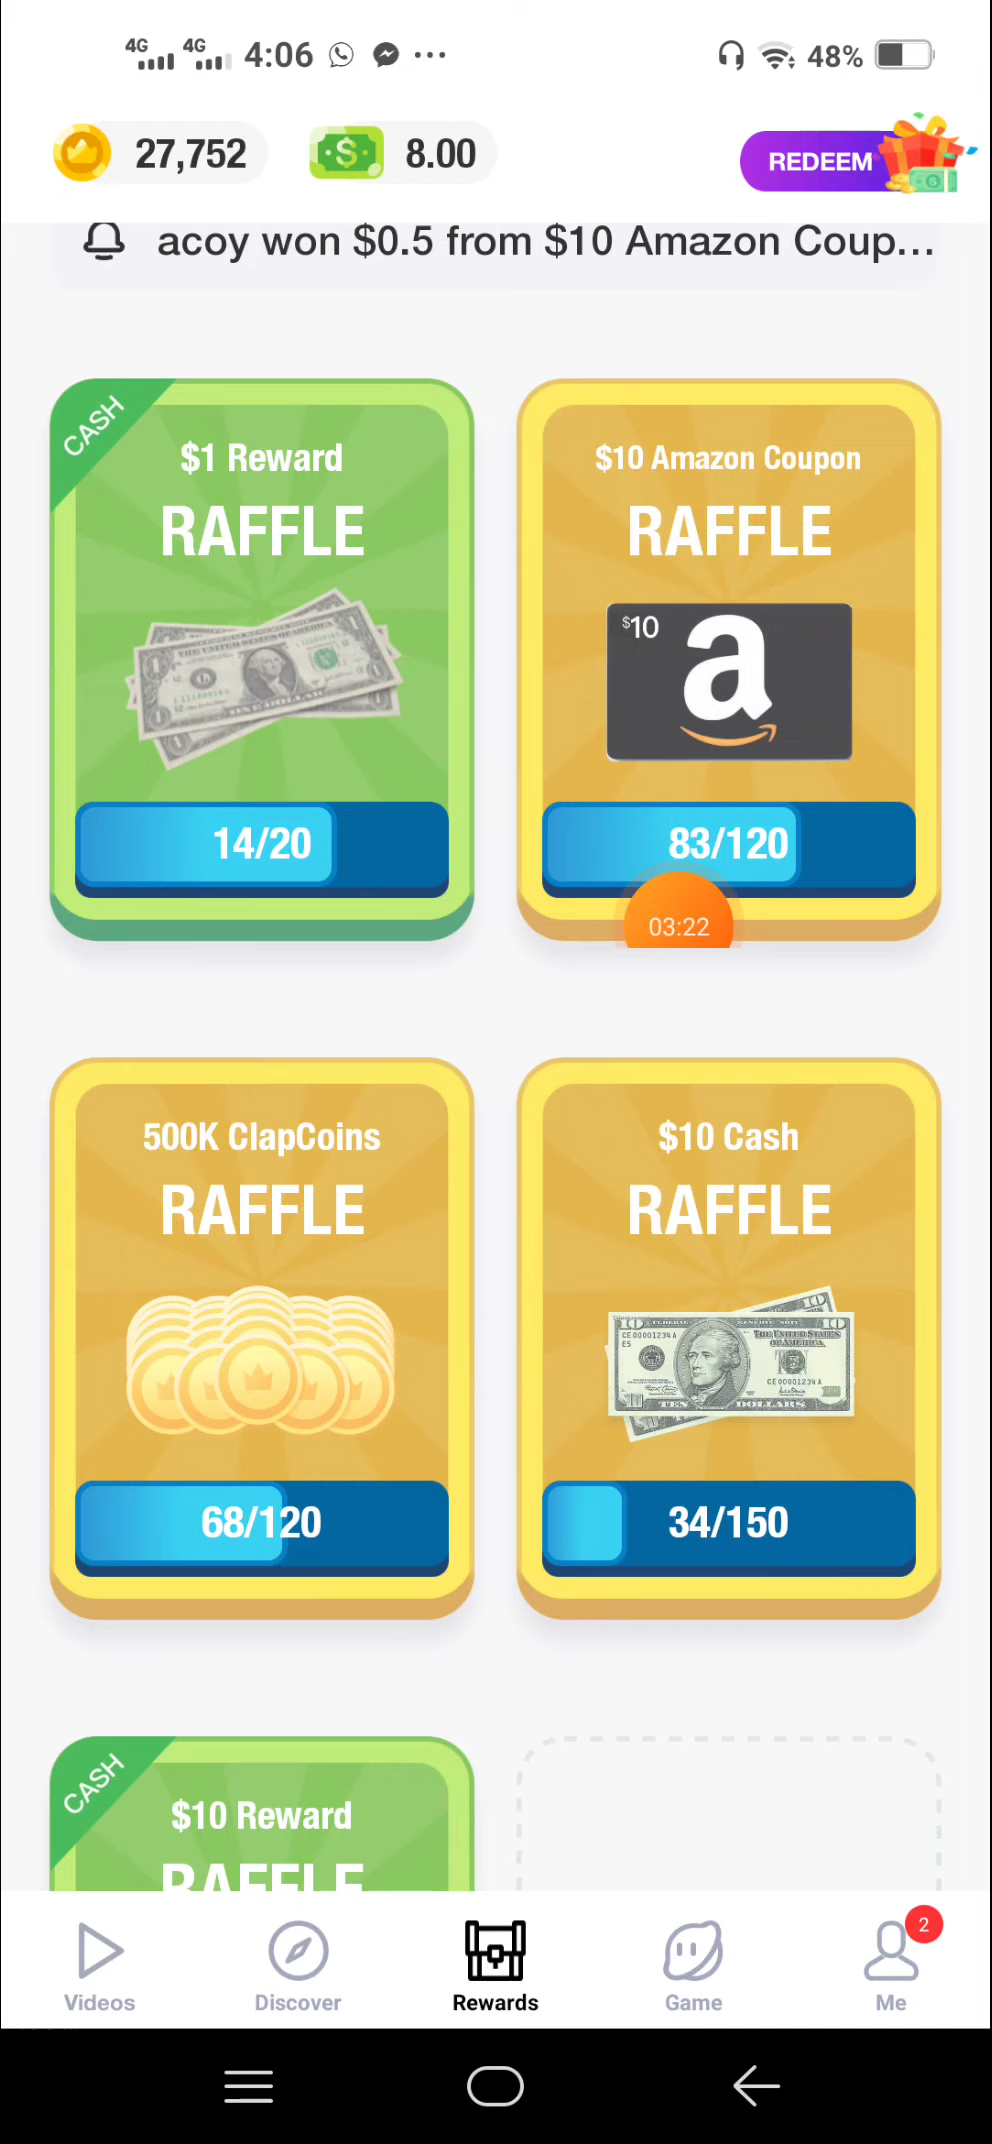 4G 4G 4:06 48%
27,752 8.00 REDEEM
acoy won $0.5 from $10 Amazon Coup...
CASH
$1 Reward
RAFFLE
14/20
$10 Amazon Coupon
RAFFLE
$10
a
83/120
03:22
500K ClapCoins
RAFFLE
68/120
$10 Cash
RAFFLE
34/150
CASH
$10 Reward
RAFFLE
2
Videos Discover Rewards Game Me